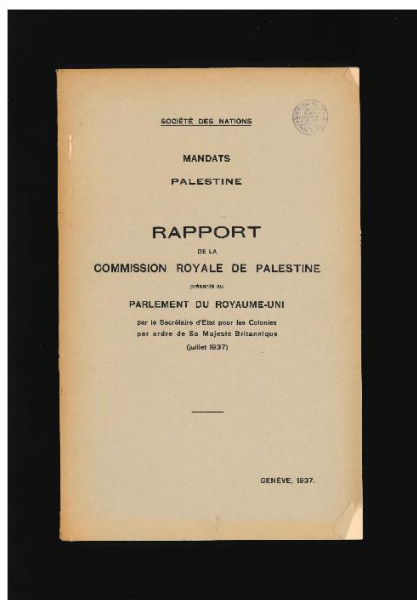 SOCIÉTÉ DES NATIONS
MANDATS
PALESTINE
RAPPORT
DE LA
COMMISSION ROYALE DE PALESTINE
présenté au
PARLEMENT DU ROYAUME-UNI
par le Secrétaire d'Etat pour les Colonies
par ordre de Sa Majesté Britannique
(juillet 1937)
GENÈVE, 1937.